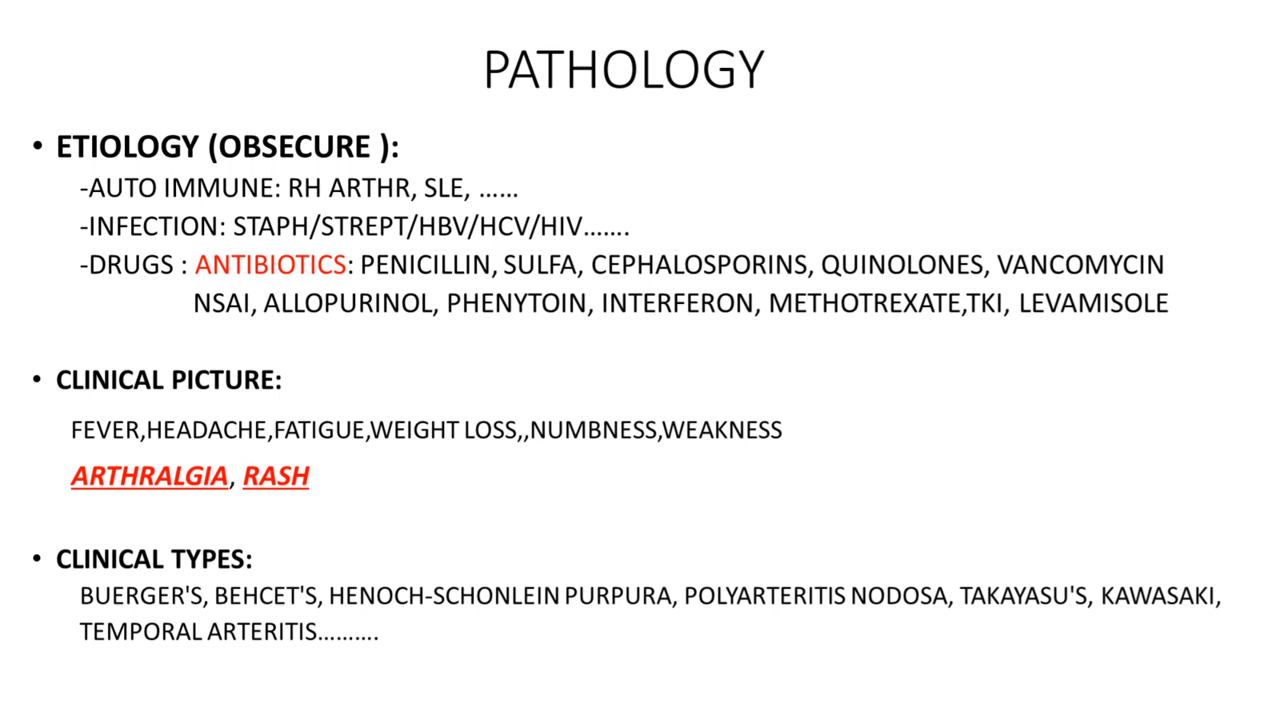 PATHOLOGY
• ETIOLOGY (OBSECURE ):
-AUTO IMMUNE: RH ARTHR, SLE, ......
-INFECTION: STAPH/STREPT/HBV/HCV/HIV.......
-DRUGS : ANTIBIOTICS: PENICILLIN, SULFA, CEPHALOSPORINS, QUINOLONES, VANCOMYCIN
NSAI, ALLOPURINOL, PHENYTOIN, INTERFERON, METHOTREXATE,TKI, LEVAMISOLE
• CLINICAL PICTURE:
FEVER,HEADACHE,FATIGUE,WEIGHT LOSS,,NUMBNESS,WEAKNESS
ARTHRALGIA, RASH
• CLINICAL TYPES:
BUERGER'S, BEHCET'S, HENOCH-SCHONLEIN PURPURA, POLYARTERITIS NODOSA, TAKAYASU'S, KAWASAKI,
TEMPORAL ARTERITIS..........